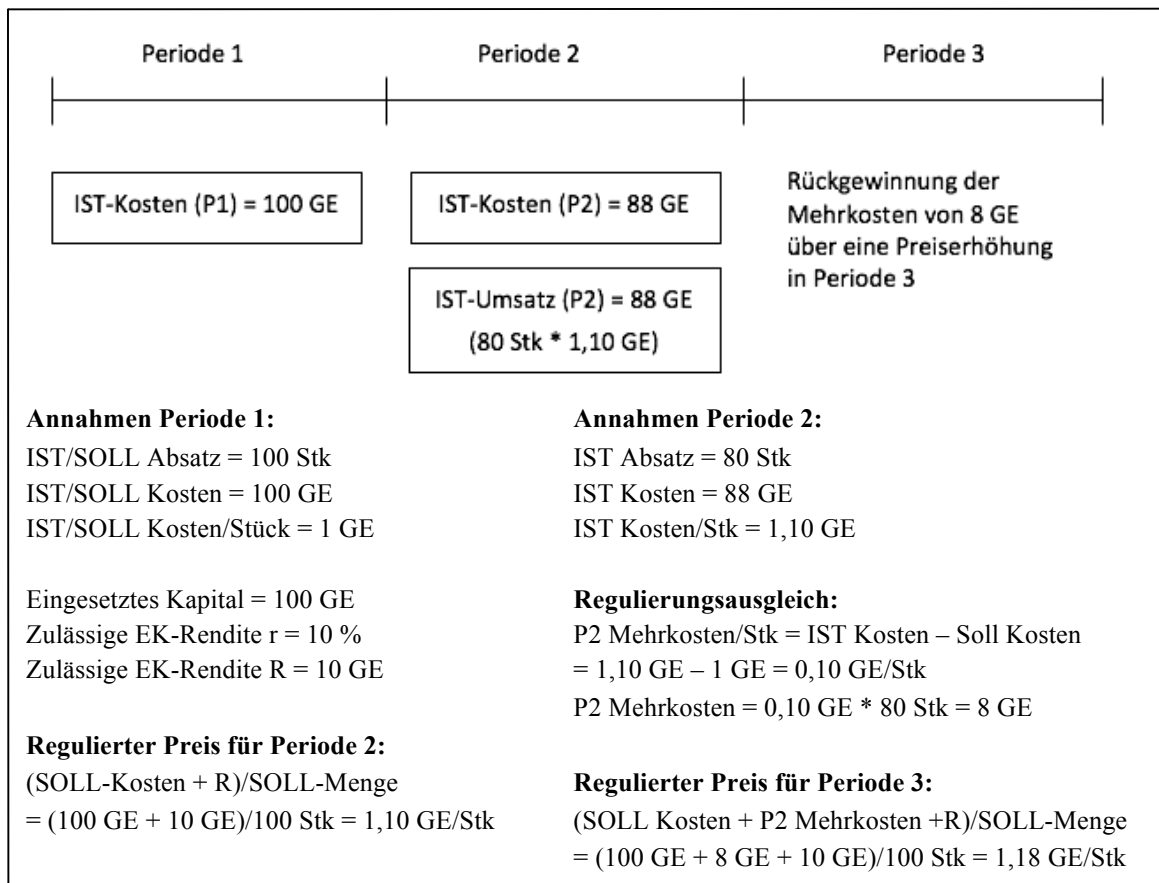 Periode 1
Periode 2
Periode 3
IST-Kosten (P1) = 100 GE
IST-Kosten (P2) = 88 GE
IST-Umsatz (P2) = 88 GE
(80 Stk * 1,10 GE)
Rückgewinnung der
Mehrkosten von 8 GE
über eine Preiserhöhung
in Periode 3
Annahmen Periode 1:
IST/SOLL Absatz = 100 Stk
IST/SOLL Kosten = 100 GE
IST/SOLL Kosten/Stück = 1 GE
Eingesetztes Kapital = 100 GE
Zulässige EK-Rendite r = 10 %
Zulässige EK-Rendite R = 10 GE
Regulierter Preis für Periode 2:
(SOLL-Kosten + R)/SOLL-Menge
= (100 GE + 10 GE)/100 Stk = 1,10 GE/Stk
Annahmen Periode 2:
IST Absatz = 80 Stk
IST Kosten = 88 GE
IST Kosten/Stk = 1,10 GE
Regulierungsausgleich:
P2 Mehrkosten/Stk = IST Kosten – Soll Kosten
= 1,10 GE – 1 GE = 0,10 GE/Stk
P2 Mehrkosten = 0,10 GE * 80 Stk = 8 GE
Regulierter Preis für Periode 3:
(SOLL Kosten + P2 Mehrkosten +R)/SOLL-Menge
= (100 GE + 8 GE + 10 GE)/100 Stk = 1,18 GE/Stk